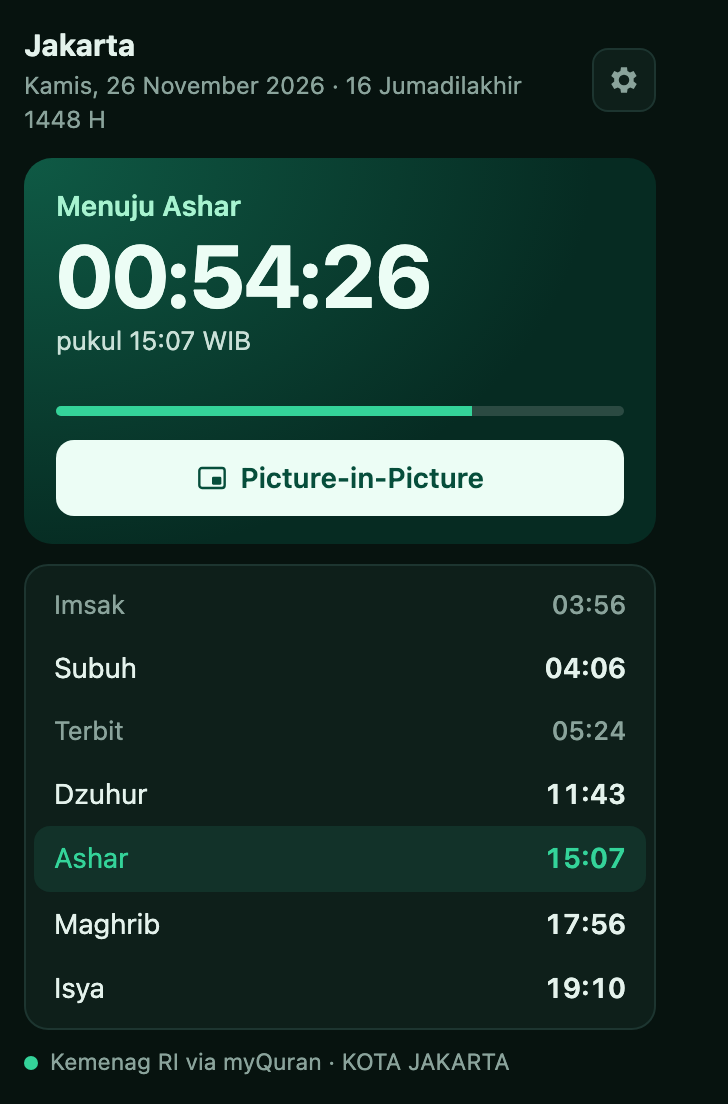 Jakarta
Kamis, 26 November 2026 · 16 Jumadilakhir
1448 H
Menuju Ashar
00:54:26
pukul 15:07 WIB
Picture-in-Picture
Imsak 03:56
Subuh 04:06
Terbit 05:24
Dzuhur 11:43
Ashar 15:07
Maghrib 17:56
Isya 19:10
Kemenag RI via myQuran · KOTA JAKARTA